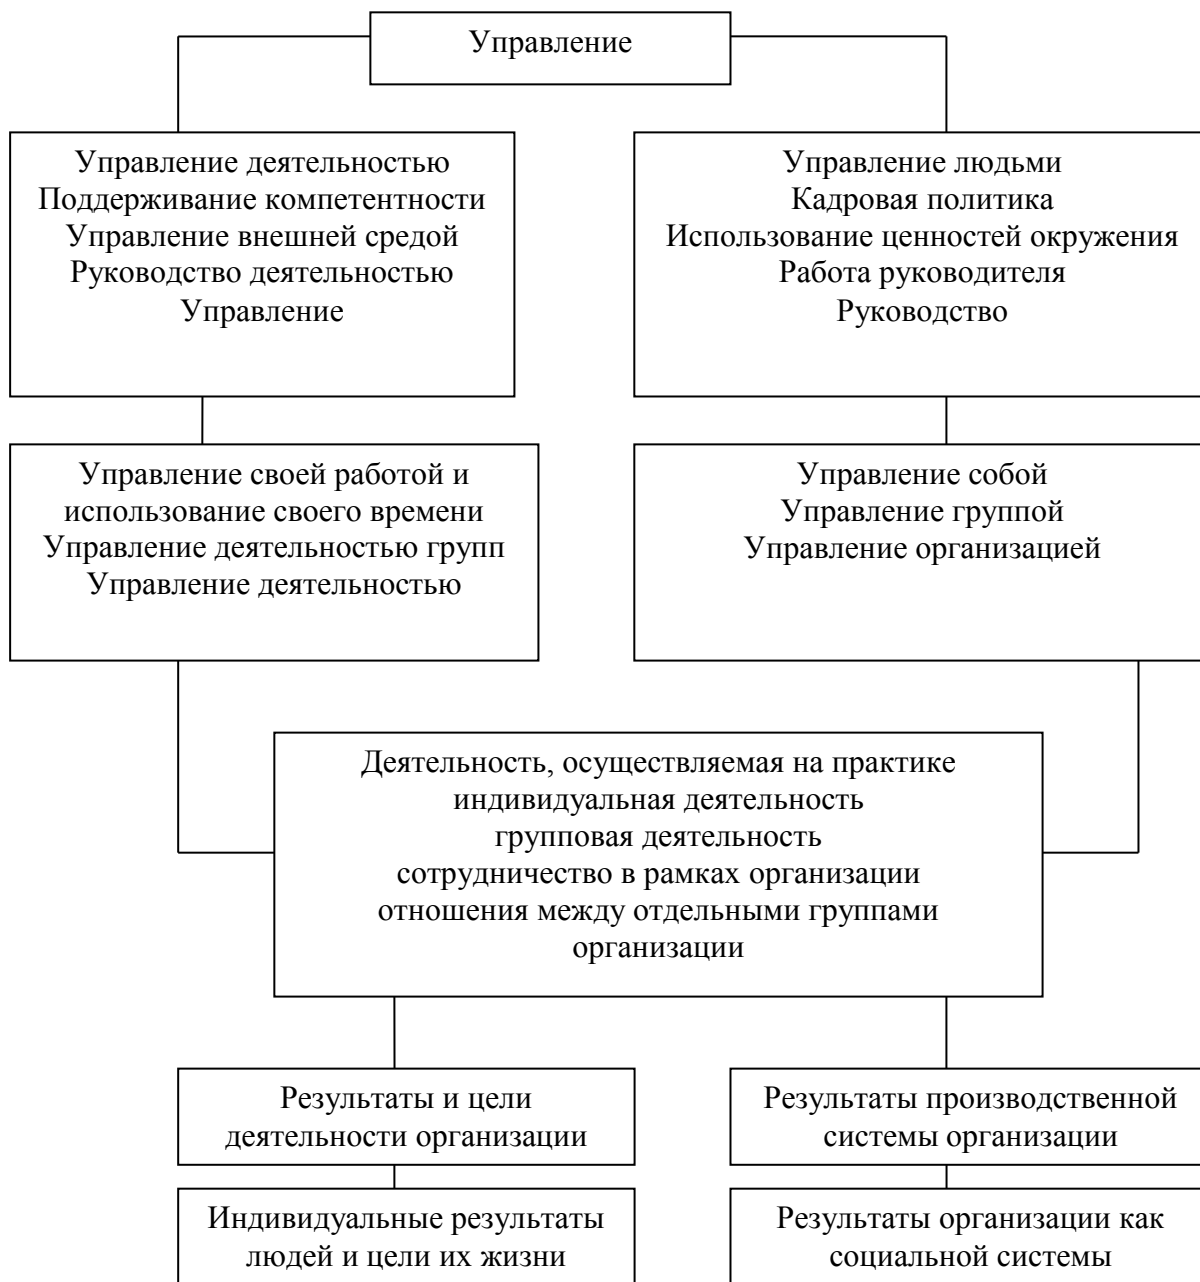 Управление
Управление деятельностью
Поддерживание компетентности
Управление внешней средой
Руководство деятельностью
Управление
Управление людьми
Кадровая политика
Использование ценностей окружения
Работа руководителя
Руководство
Управление своей работой и
использование своего времени
Управление деятельностью групп
Управление деятельностью
Управление собой
Управление группой
Управление организацией
Деятельность, осуществляемая на практике
индивидуальная деятельность
групповая деятельность
сотрудничество в рамках организации
отношения между отдельными группами
организации
Результаты и цели
деятельности организации
Результаты производственной
системы организации
Индивидуальные результаты
людей и цели их жизни
Результаты организации как
социальной системы